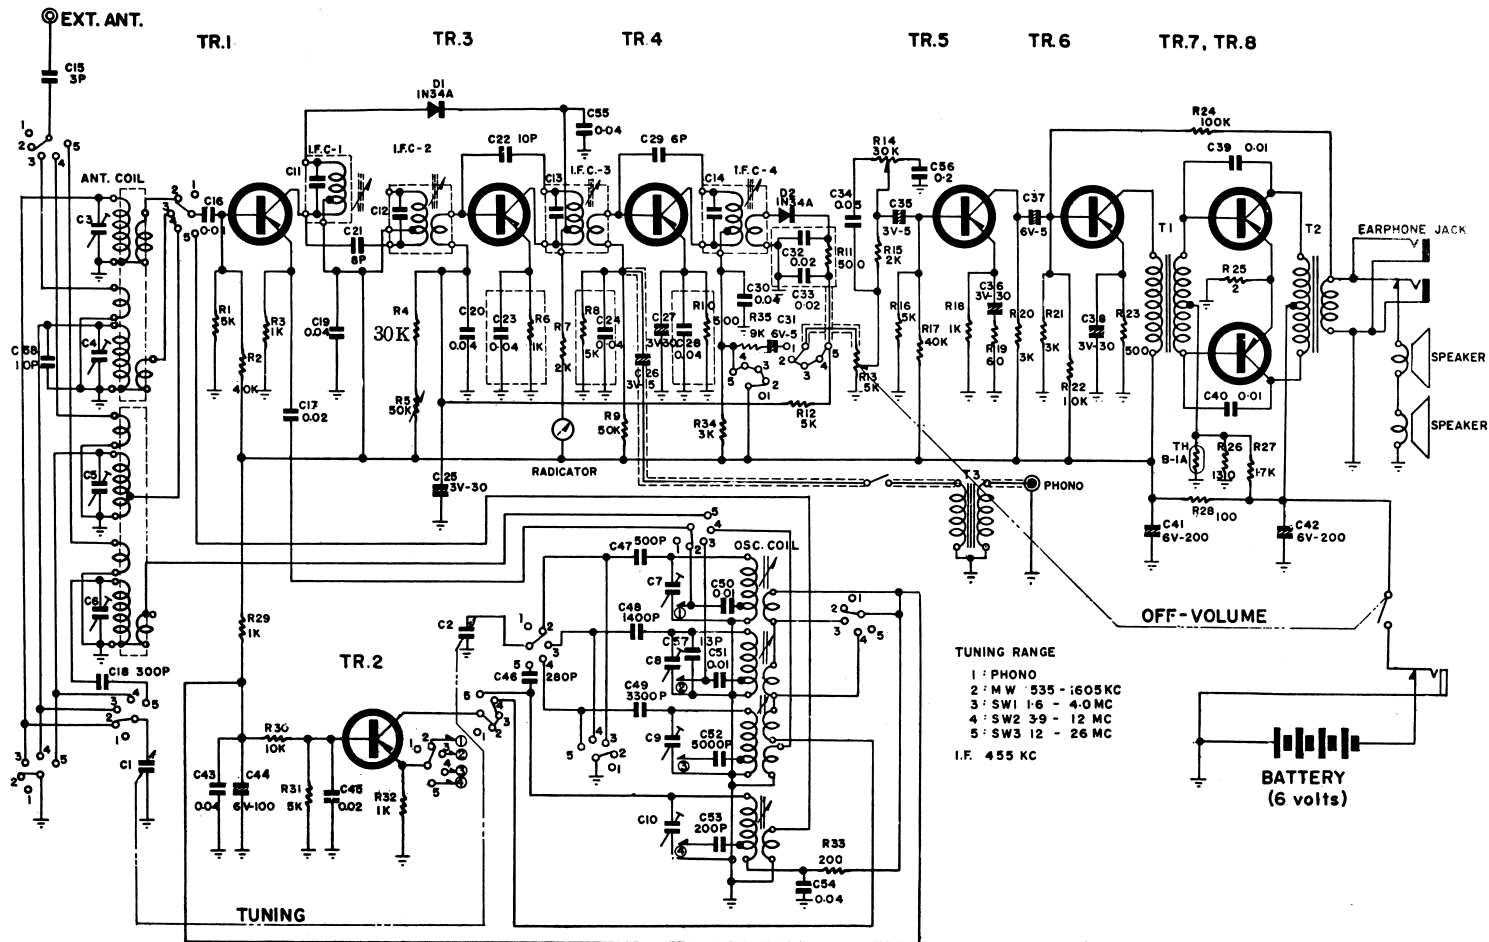 EXT. ANT.
TR.1
TR.3
TR.4
TR.5
TR.6
TR.7, TR.8
C15
3P
D1
1N34A
C55
0.04
R24
100K
C39 0.01
ANT. COIL
I.F.C-1
I.F.C-2
C22 10P
I.F.C.-3
C29 6P
I.F.C-4
R14
30K
C56
0.2
C11
C12
C13
C14
D2
1N34A
C34
0.05
C35
3V-5
C37
6V-5
C16
0.01
C3
C21
8P
C32
0.02
C33
0.02
R11
500
R15
2K
T1
T2
EARPHONE JACK
R25
2
C58
10P
C4
R1
5K
R2
40K
R3
1K
C19
0.04
R4
30K
C20
0.04
C23
0.04
R6
1K
R7
2K
R8
5K
C24
0.04
C27
3V-30
C28
0.04
R10
500
C26
3V-5
C30
0.04
R35
9K
C31
6V-5
R13
5K
R16
5K
R17
40K
R18
1K
C36
3V-30
R19
60
R20
3K
R21
3K
R22
10K
C38
3V-30
R23
500
SPEAKER
SPEAKER
C17
0.02
R5
50K
R9
50K
R34
3K
R12
5K
C40 0.01
TH
B-1A
R26
130
R27
1.7K
C5
RADICATOR
C25
3V-30
T3
PHONO
R28 100
C41
6V-200
C42
6V-200
C6
C18 300P
R29
1K
C47 500P
OSC. COIL
C7
C50
0.01
C2
C48
1400P
C57 13P
C8
C51
0.01
TR.2
C46 280P
C49
3300P
C9
C52
5000P
OFF-VOLUME
TUNING RANGE
1 : PHONO
2 : MW 535 - 1605 KC
3 : SW1 1.6 - 4.0 MC
4 : SW2 3.9 - 12 MC
5 : SW3 12 - 26 MC
I.F. 455 KC
C1
R30
10K
C43
0.04
C44
6V-100
R31
5K
C45
0.02
R32
1K
C10
C53
200P
R33
200
C54
0.04
BATTERY
(6 volts)
TUNING